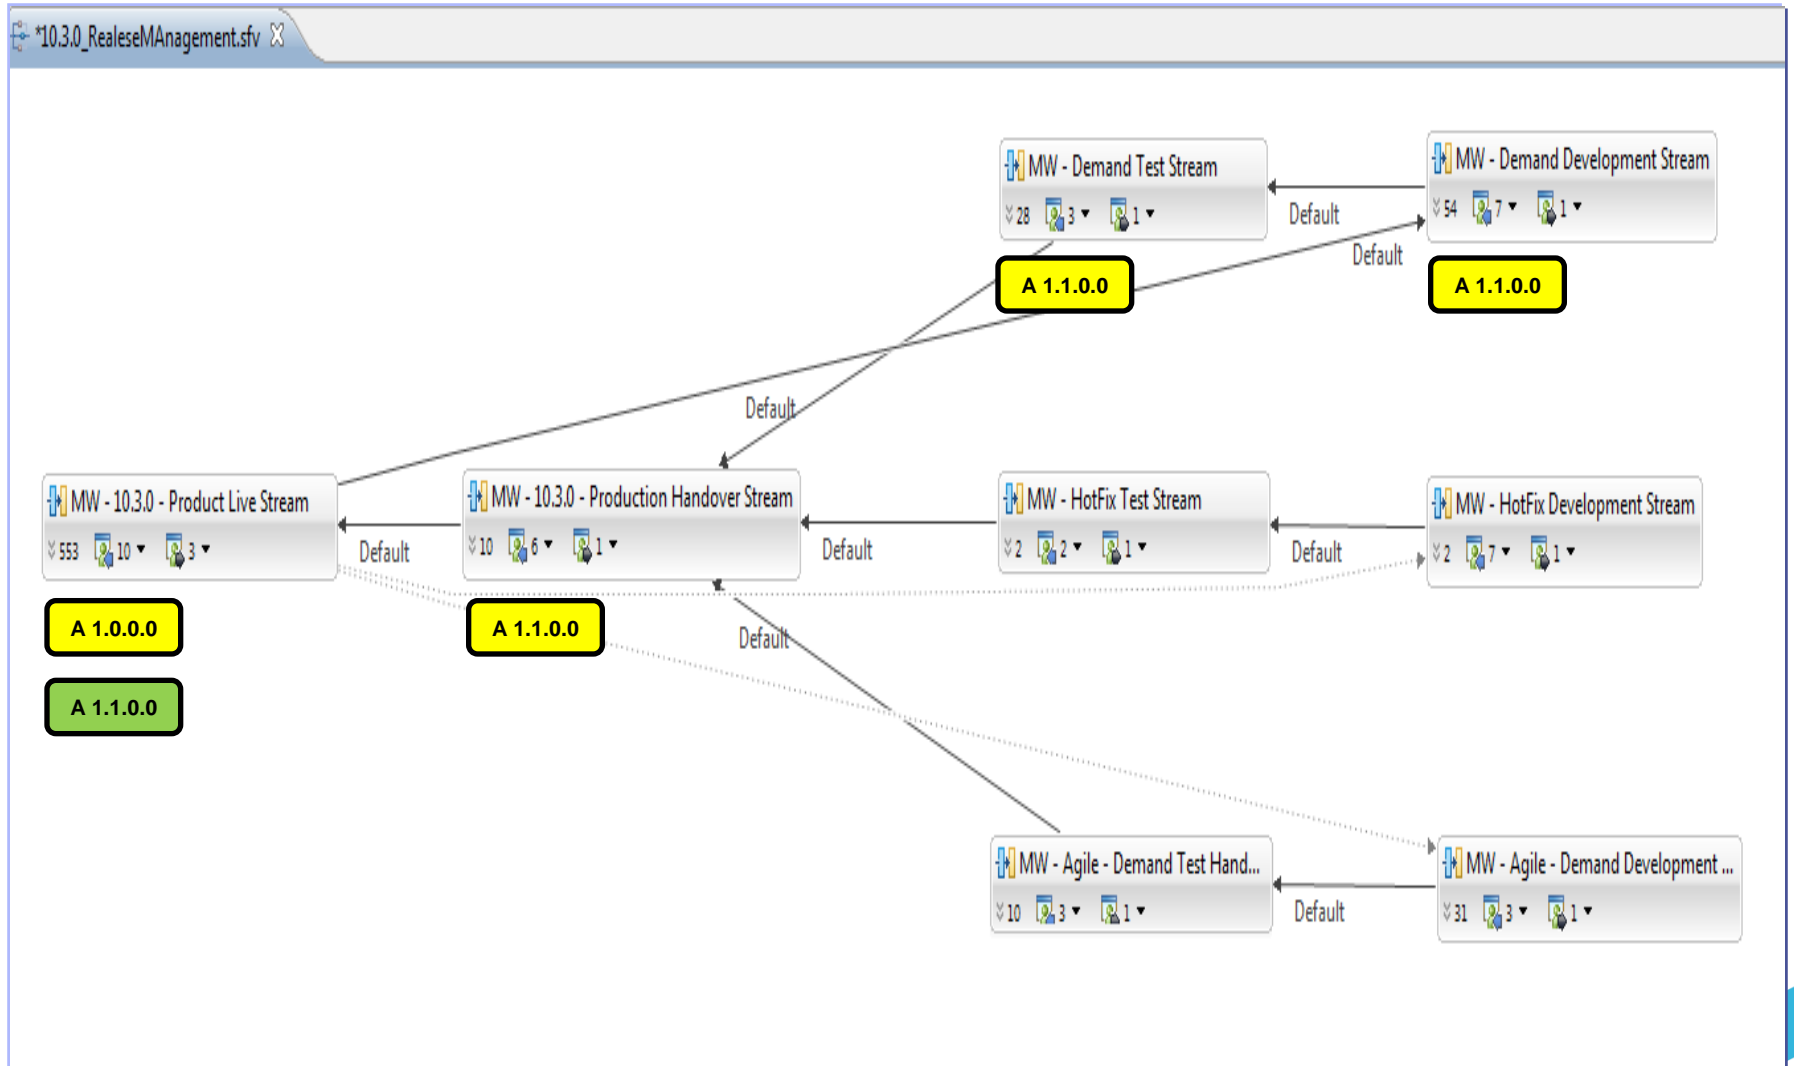 *10.3.0_RealeseMAnagement.sfv
MW - Demand Test Stream
28 3 1
MW - Demand Development Stream
54 7 1
Default
Default
A 1.1.0.0
A 1.1.0.0
Default
MW - 10.3.0 - Product Live Stream
553 10 3
Default
MW - 10.3.0 - Production Handover Stream
10 6 1
Default
MW - HotFix Test Stream
2 2 1
Default
MW - HotFix Development Stream
2 7 1
A 1.0.0.0
A 1.1.0.0
Default
A 1.1.0.0
MW - Agile - Demand Test Hand...
10 3 1
Default
MW - Agile - Demand Development ...
31 3 1